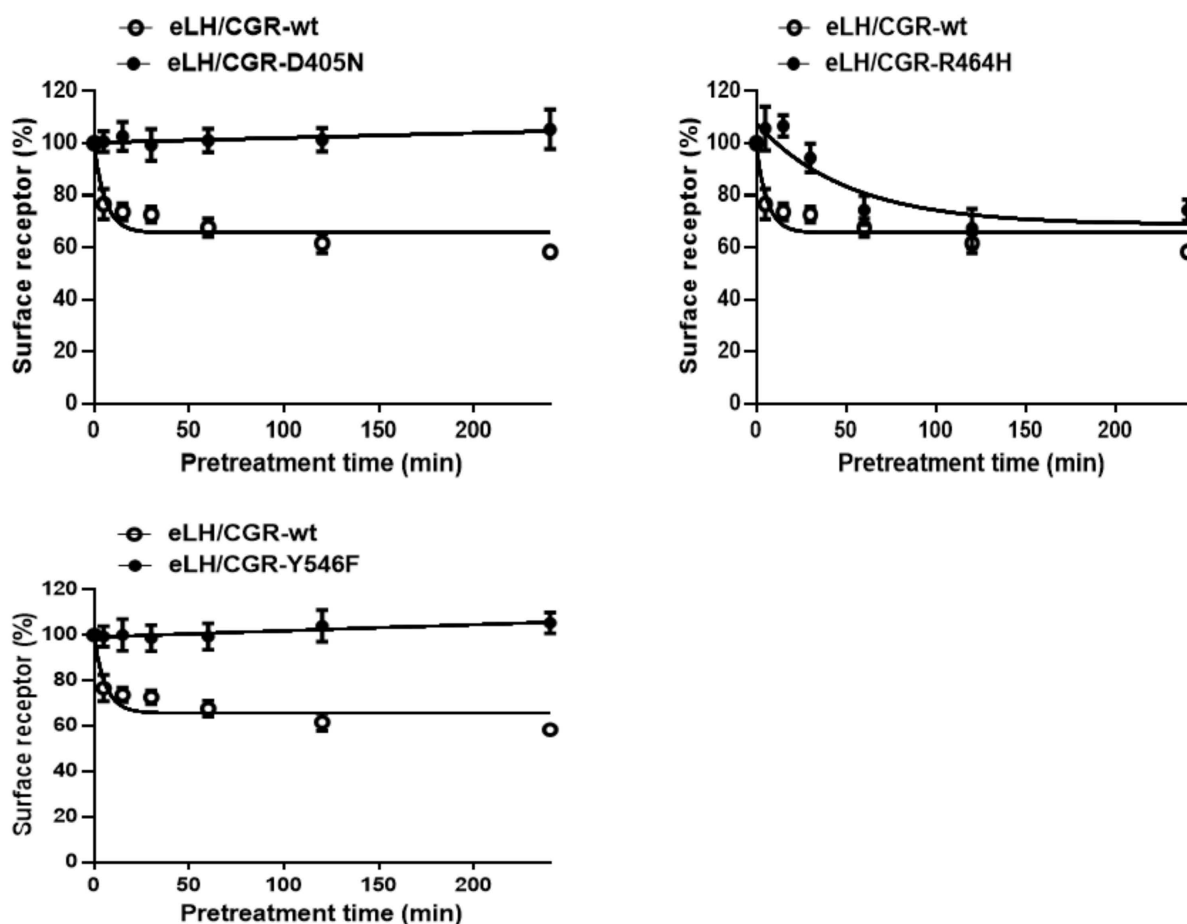 eLH/CGR-wt
eLH/CGR-D405N
120
100
80
60
40
20
0
Surface receptor (%)
0 50 100 150 200
Pretreatment time (min)
eLH/CGR-wt
eLH/CGR-R464H
120
100
80
60
40
20
0
Surface receptor (%)
0 50 100 150 200
Pretreatment time (min)
eLH/CGR-wt
eLH/CGR-Y546F
120
100
80
60
40
20
0
Surface receptor (%)
0 50 100 150 200
Pretreatment time (min)